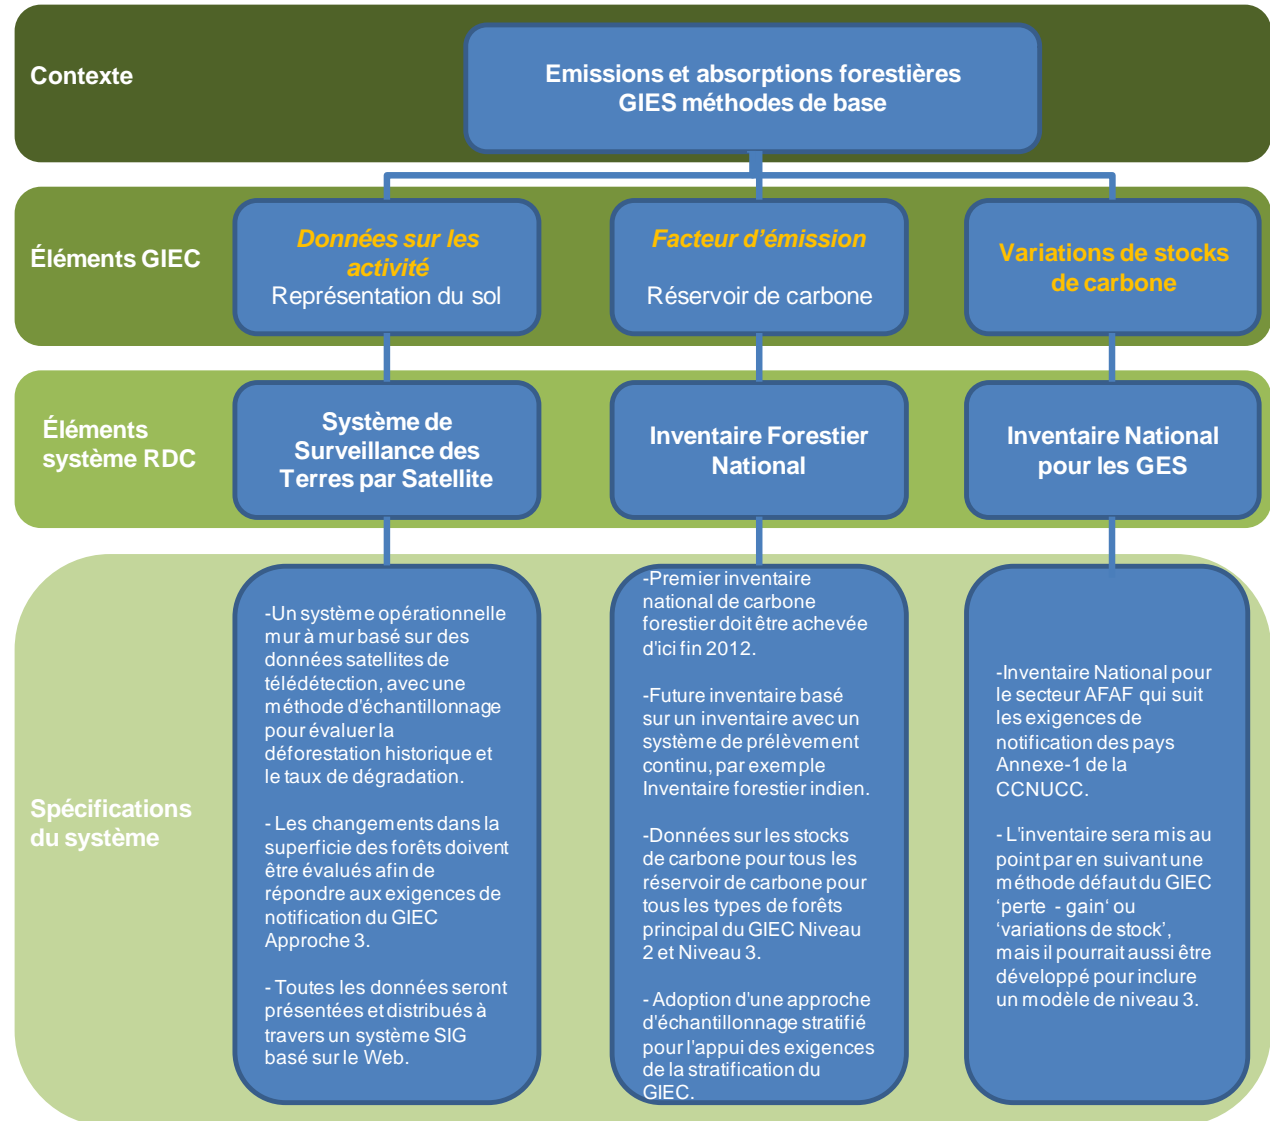 Contexte
Emissions et absorptions forestières
GIES méthodes de base
Éléments GIEC
Données sur les
activité
Représentation du sol
Facteur d'émission
Réservoir de carbone
Variations de stocks
de carbone
Éléments
système RDC
Système de
Surveillance des
Terres par Satellite
Inventaire Forestier
National
Inventaire National
pour les GES
Spécifications
du système
-Un système opérationnelle
mur à mur basé sur des
données satellites de
télédétection, avec une
méthode d'échantillonnage
pour évaluer la
déforestation historique et
le taux de dégradation.
- Les changements dans la
superficie des forêts doivent
être évalués afin de
répondre aux exigences de
notification du GIEC
Approche 3.
- Toutes les données seront
présentées et distribués à
travers un système SIG
basé sur le Web.
-Premier inventaire
national de carbone
forestier doit être achevée
d'ici fin 2012.
-Future inventaire basé
sur un inventaire avec un
système de prélèvement
continu, par exemple
Inventaire forestier indien.
-Données sur les stocks
de carbone pour tous les
réservoir de carbone pour
tous les types de forêts
principal du GIEC Niveau
2 et Niveau 3.
- Adoption d'une approche
d'échantillonnage stratifié
pour l'appui des exigences
de la stratification du
GIEC.
-Inventaire National pour
le secteur AFAF qui suit
les exigences de
notification des pays
Annexe-1 de la
CCNUCC.
- L'inventaire sera mis au
point par en suivant une
méthode défaut du GIEC
‘perte - gain‘ ou
‘variations de stock’,
mais il pourrait aussi être
développé pour inclure
un modèle de niveau 3.